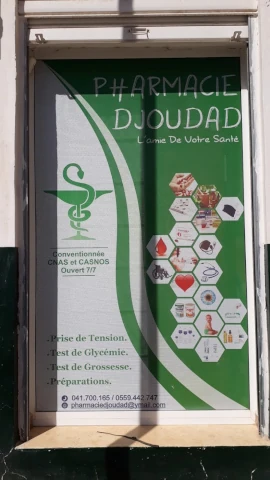 PHARMACIE
DJOUDAD
L'amie De Votre Santé
Conventionnée
CNAS et CASNOS
Ouvert 7/7
.Prise de Tension.
.Test de Glycémie.
.Test de Grossesse.
.Préparations.
041.700.165 / 0559.442.747
pharmaciedjoudad@ymail.com